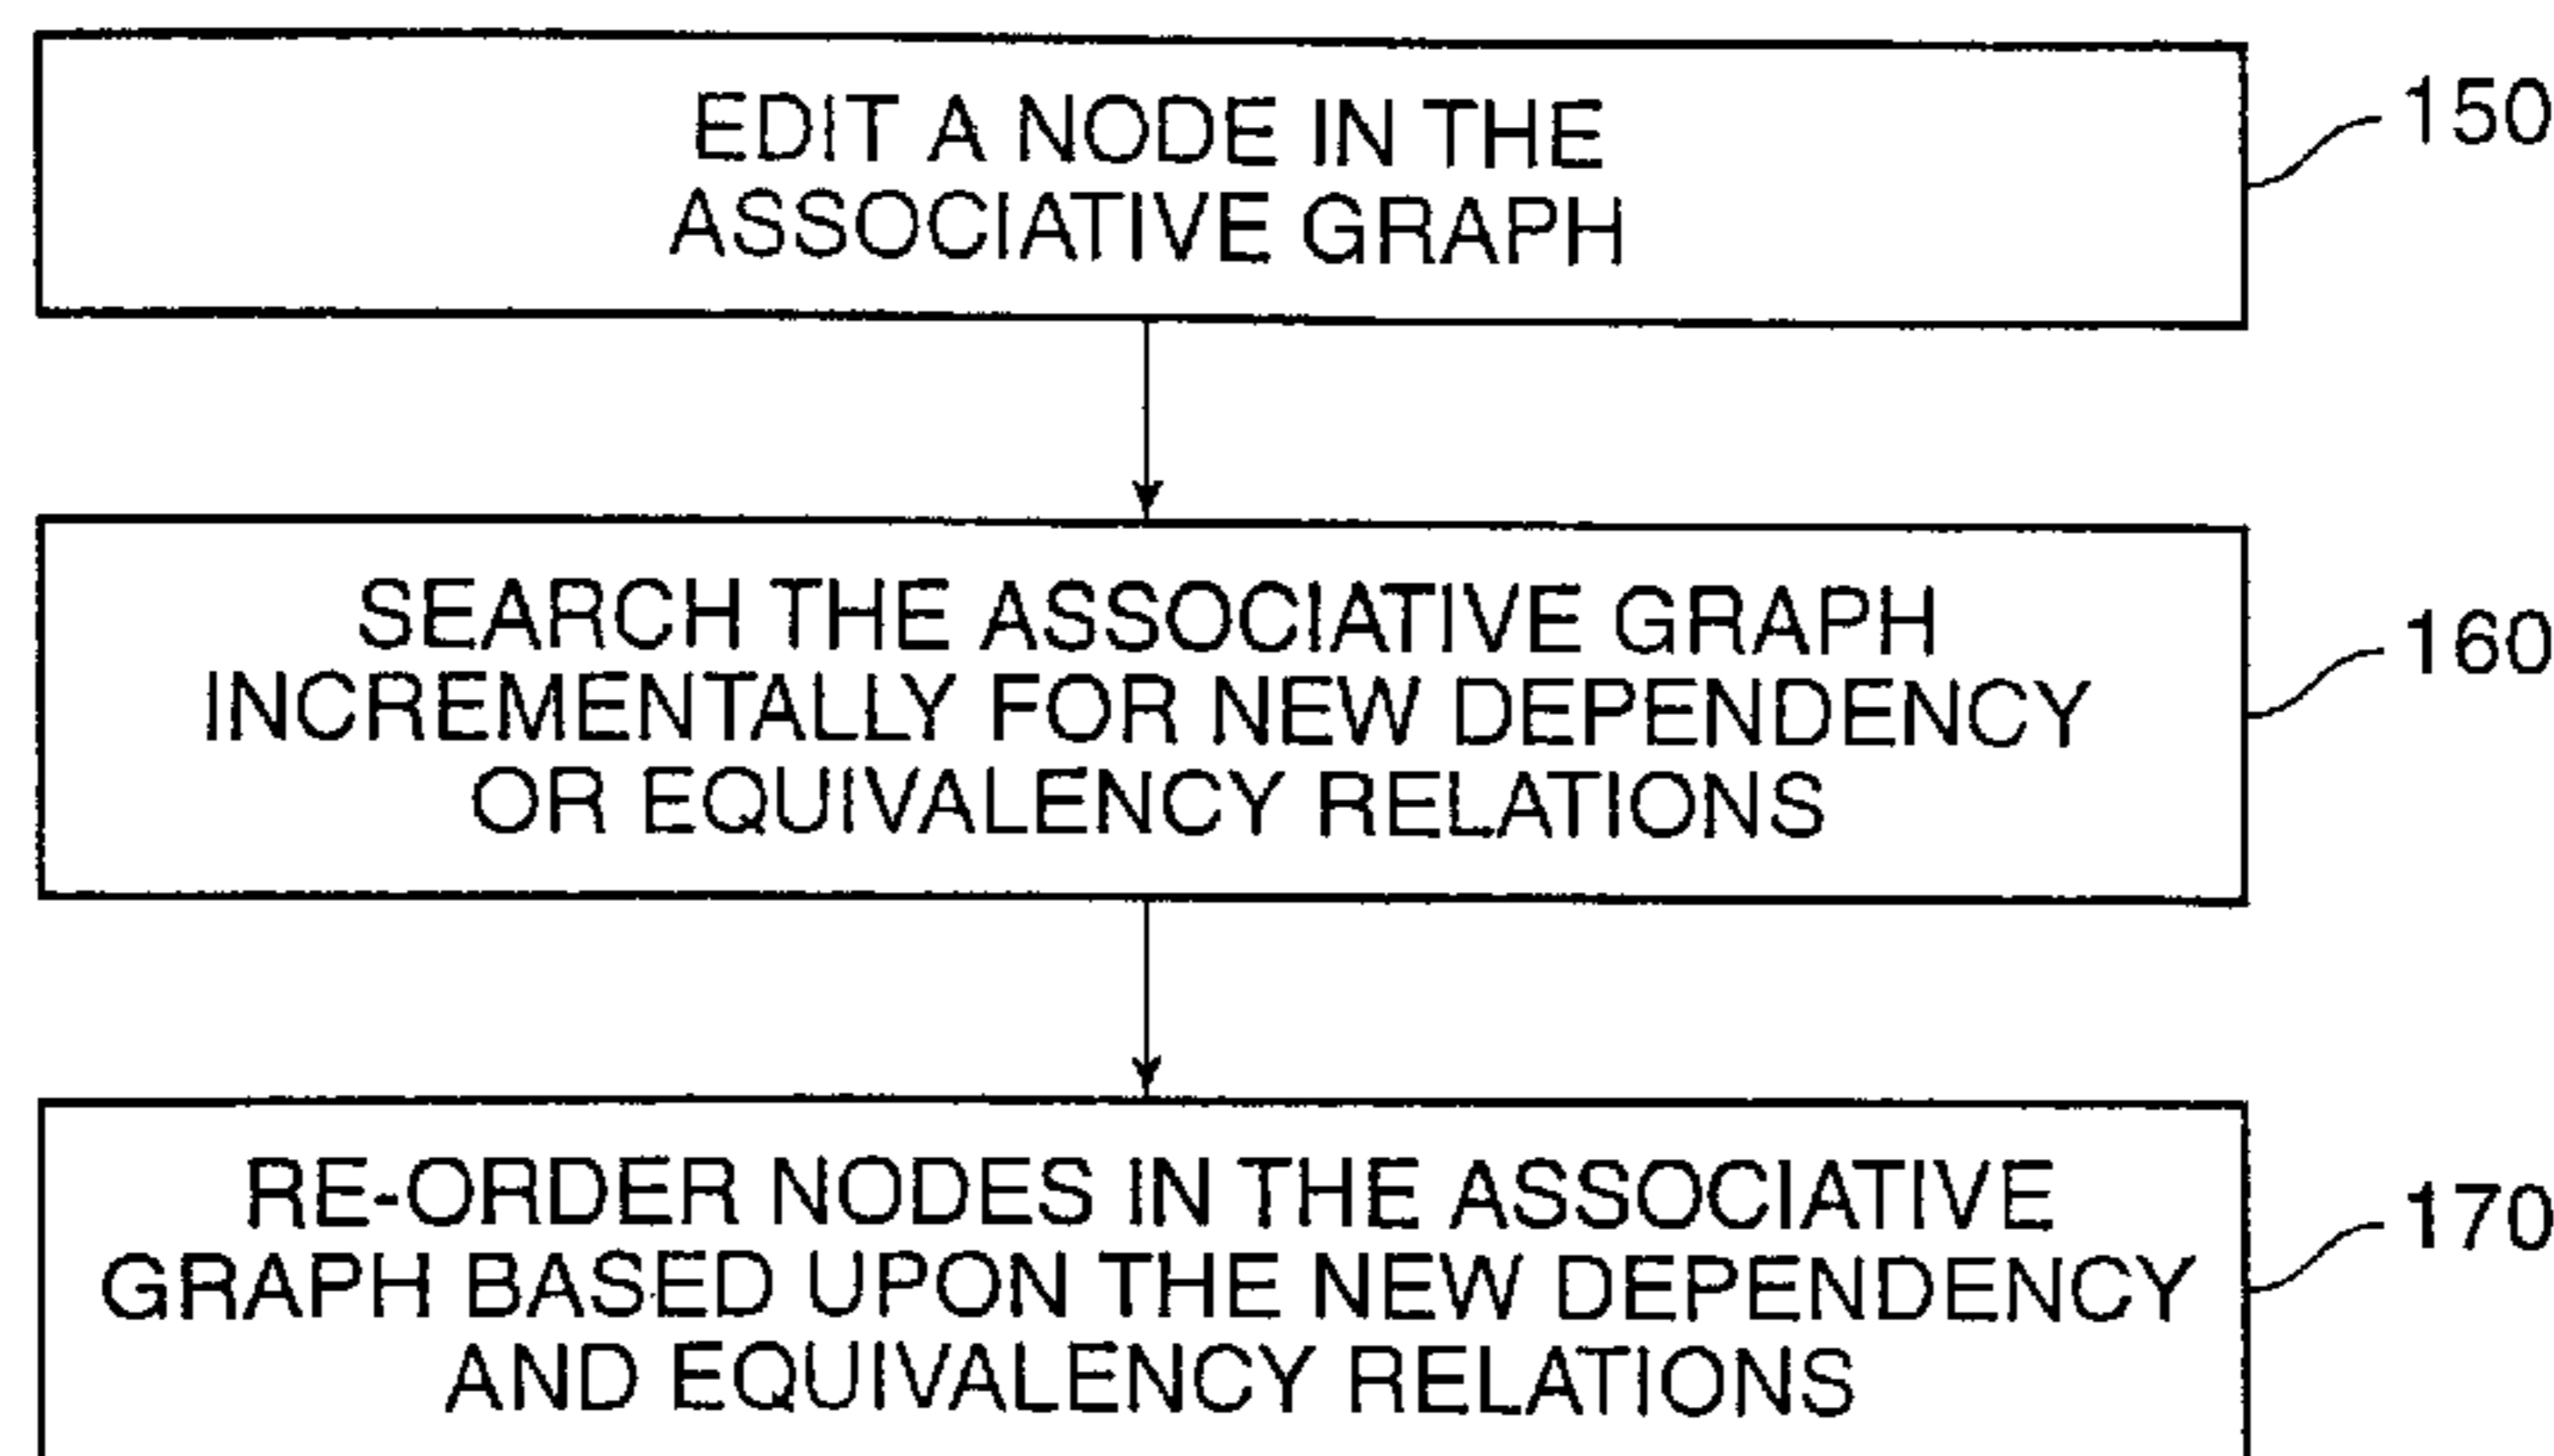 EDIT A NODE IN THE
ASSOCIATIVE GRAPH
150
SEARCH THE ASSOCIATIVE GRAPH
INCREMENTALLY FOR NEW DEPENDENCY
OR EQUIVALENCY RELATIONS
160
RE-ORDER NODES IN THE ASSOCIATIVE
GRAPH BASED UPON THE NEW DEPENDENCY
AND EQUIVALENCY RELATIONS
170